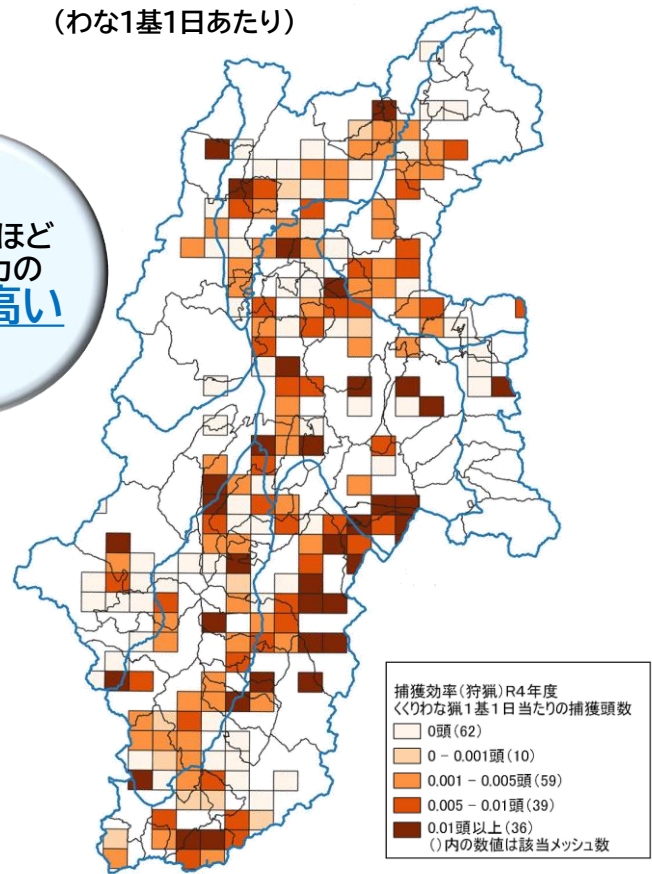 (わな1基1日あたり)
ほど
の
高い
捕獲効率(狩猟)R4年度
くくりわな猟1基1日当たりの捕獲頭数
0頭(62)
0 - 0.001頭(10)
0.001 - 0.005頭(59)
0.005 - 0.01頭(39)
0.01頭以上(36)
()内の数値は該当メッシュ数